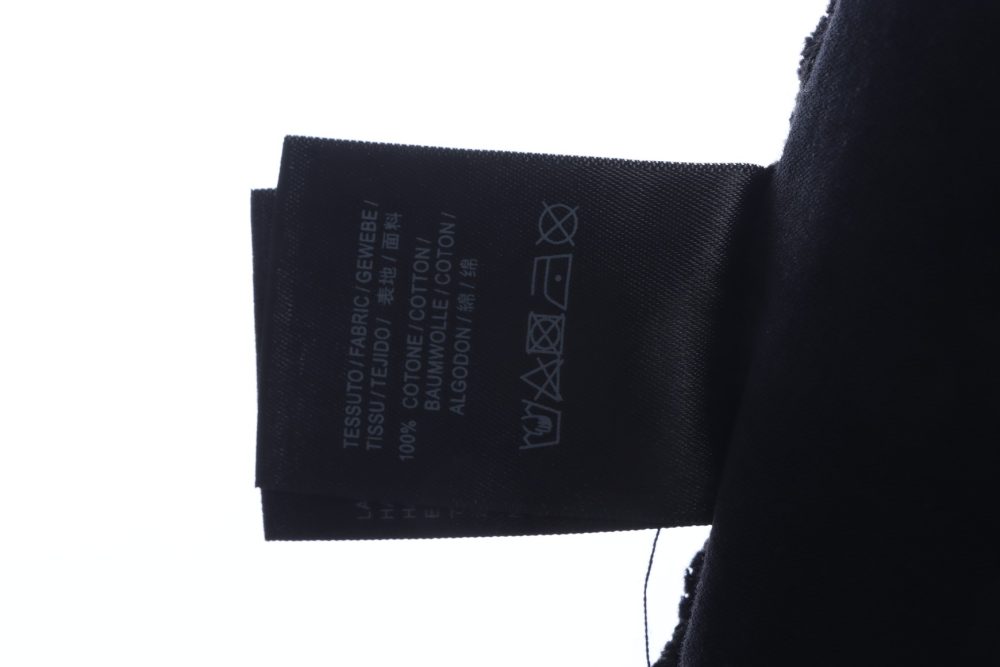 TESSUTO / FABRIC / GEWEBE /
TISSU / TEJIDO / 表地 / 面料
100% COTONE / COTTON /
BAUMWOLLE / COTON /
ALGODON / 綿 / 绵